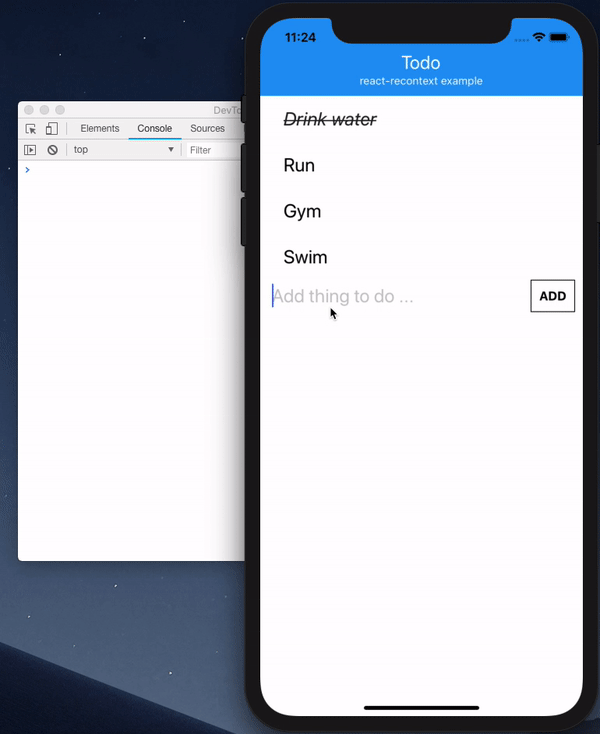 DevTo
Elements Console Sources
top Filter
11:24
Todo
react-recontext example
Drink water
Run
Gym
Swim
Add thing to do ...
ADD